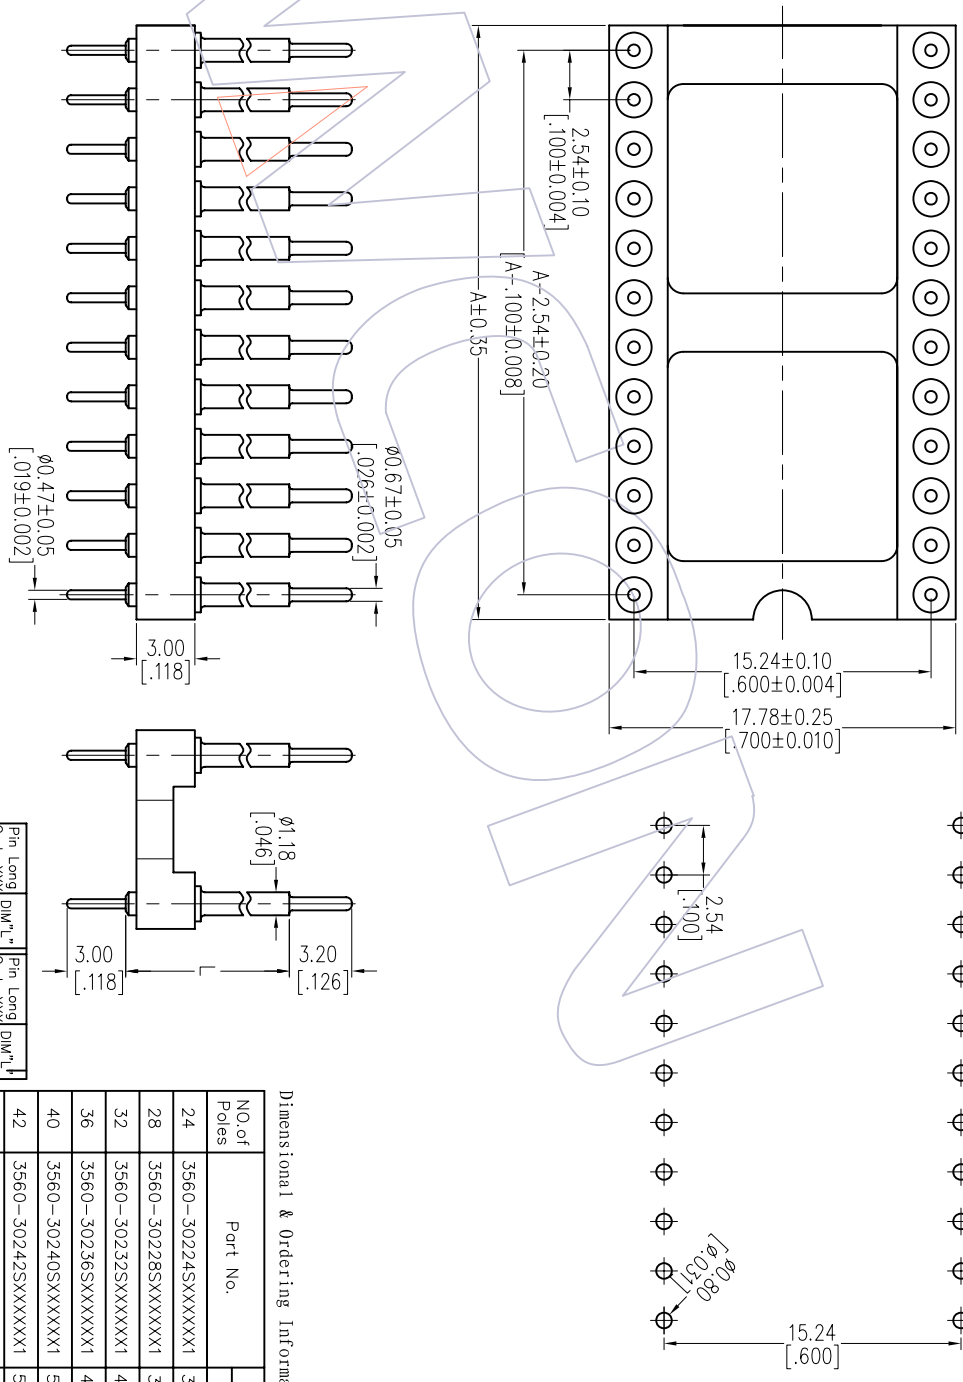 2.54±0.10
[.100±0.004]
A-2.54±0.20
[A-.100±0.008]
A±0.35
Ø0.67±0.05
[.026±0.002]
Ø0.47±0.05
[.019±0.002]
3.00
[.118]
15.24±0.10
[.600±0.004]
17.78±0.25
[.700±0.010]
Ø1.18
[.046]
3.00
[.118]
L
3.20
[.126]
2.54
[.100]
Ø0.80
[Ø.031]
15.24
[.600]
Pin Long DIM"L" Pin Long DIM"L"
Dimensional & Ordering
NO.of Poles Part No.
24 3560-30224SXXXXXX1
28 3560-30228SXXXXXX1
32 3560-30232SXXXXXX1
36 3560-30236SXXXXXX1
40 3560-30240SXXXXXX1
42 3560-30242SXXXXXX1